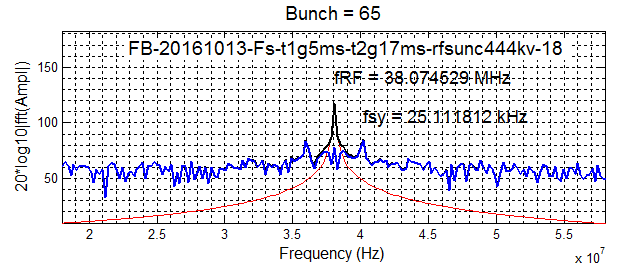 Bunch = 65
FB-20161013-Fs-t1g5ms-t2g17ms-rfsunc444kv-18
fRF = 38.074529 MHz
fsy = 25.111812 kHz
150
100
50
20*log10|fft(Ampl|)
2 2.5 3 3.5 4 4.5 5 5.5
Frequency (Hz)
x 10⁷